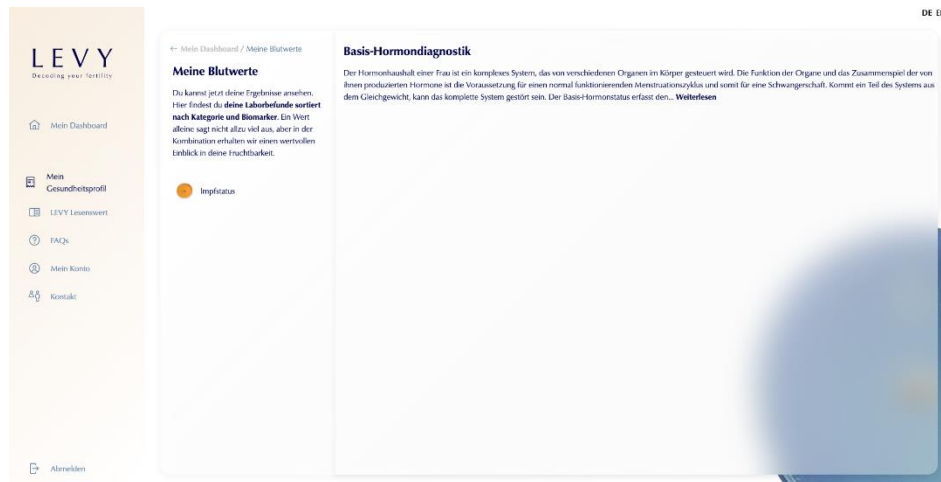 DE
LEVY
Decoding your fertility
Mein Dashboard
Mein
Gesundheitsprofil
LEVY Lesenswert
FAQs
Mein Konto
Kontakt
Abmelden
← Mein Dashboard / Meine Blutwerte
Meine Blutwerte
Du kannst jetzt deine Ergebnisse ansehen.
Hier findest du deine Laborbefunde sortiert
nach Kategorie und Biomarker. Ein Wert
alleine sagt nicht allzu viel aus, aber in der
Kombination erhalten wir einen wertvollen
Einblick in deine Fruchtbarkeit.
Impfstatus
Basis-Hormondiagnostik
Der Hormonhaushalt einer Frau ist ein komplexes System, das von verschiedenen Organen im Körper gesteuert wird. Die Funktion der Organe und das Zusammenspiel der von
ihnen produzierten Hormone ist die Voraussetzung für einen normal funktionierenden Menstruationszyklus und somit für eine Schwangerschaft. Kommt ein Teil des Systems aus
dem Gleichgewicht, kann das komplette System gestört sein. Der Basis-Hormonstatus erfasst den... Weiterlesen